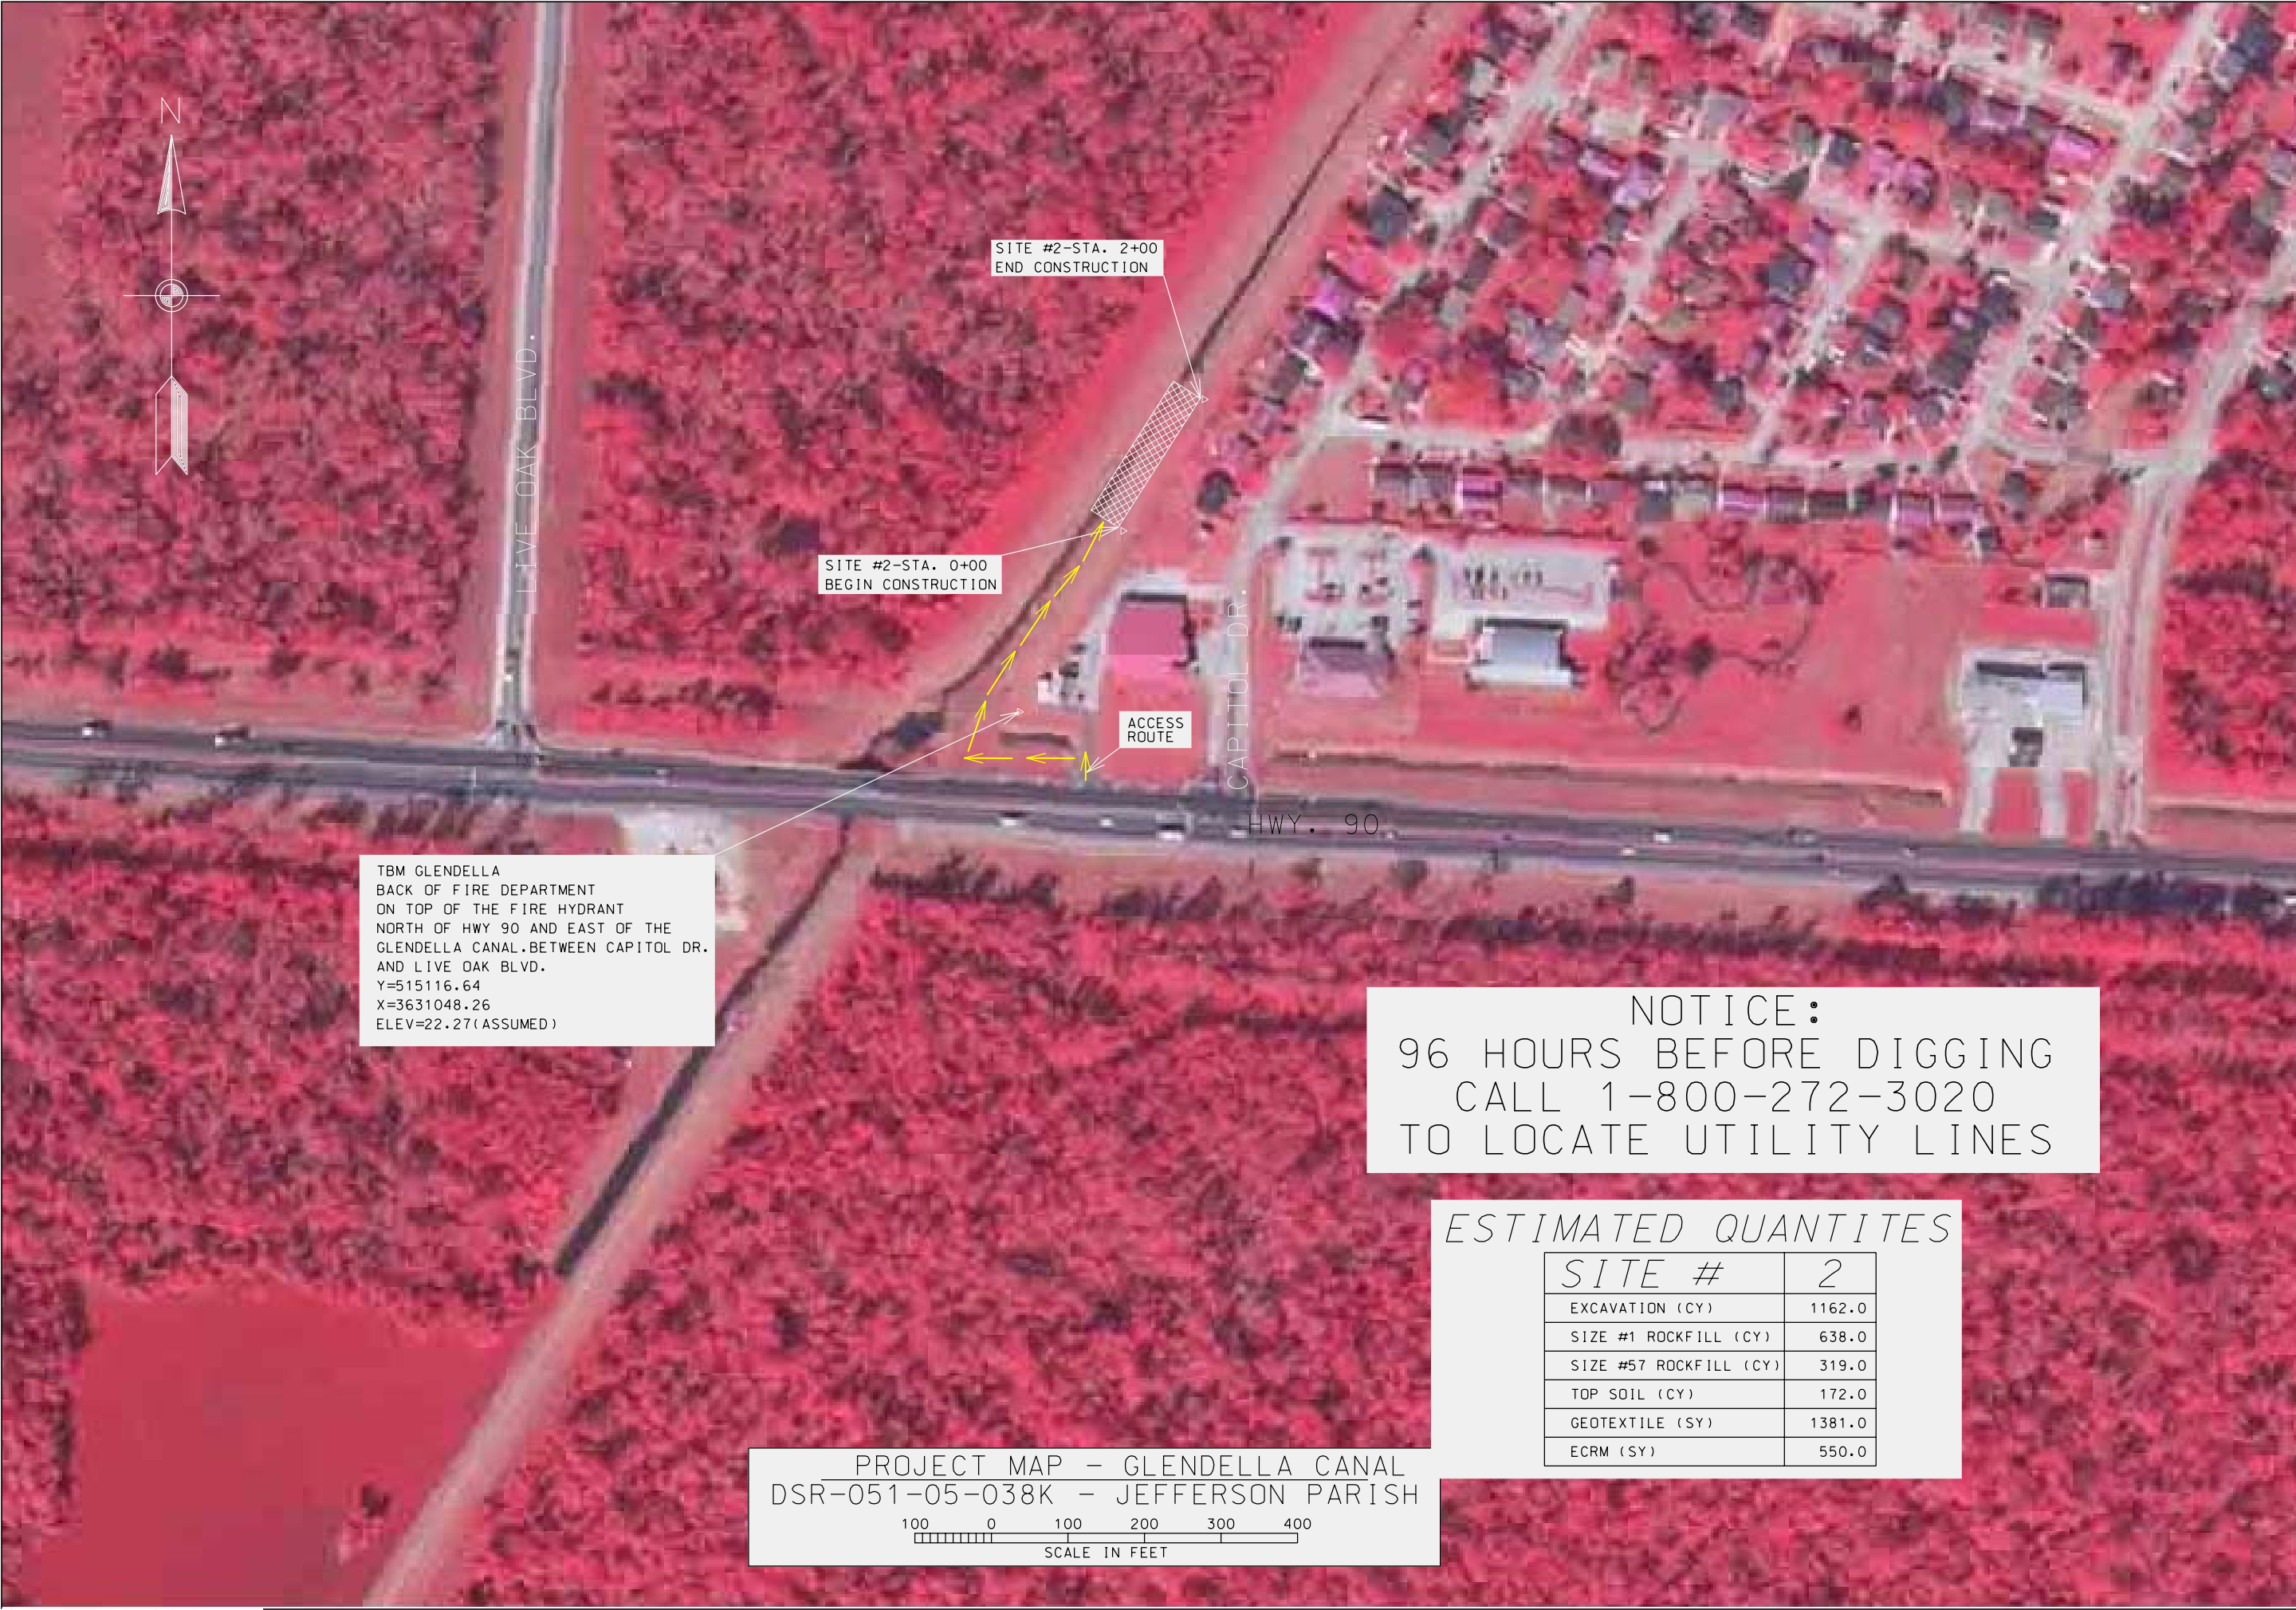 N
SITE #2-STA. 2+00
END CONSTRUCTION
LIVE OAK BLVD.
SITE #2-STA. 0+00
BEGIN CONSTRUCTION
CAPITOL DR.
ACCESS
ROUTE
HWY. 90
TBM GLENDELLA
BACK OF FIRE DEPARTMENT
ON TOP OF THE FIRE HYDRANT
NORTH OF HWY 90 AND EAST OF THE
GLENDELLA CANAL.BETWEEN CAPITOL DR.
AND LIVE OAK BLVD.
Y=515116.64
X=3631048.26
ELEV=22.27(ASSUMED)
NOTICE:
96 HOURS BEFORE DIGGING
CALL 1-800-272-3020
TO LOCATE UTILITY LINES
ESTIMATED QUANTITES
SITE # 2
EXCAVATION (CY) 1162.0
SIZE #1 ROCKFILL (CY) 638.0
SIZE #57 ROCKFILL (CY) 319.0
TOP SOIL (CY) 172.0
GEOTEXTILE (SY) 1381.0
ECRM (SY) 550.0
PROJECT MAP - GLENDELLA CANAL
DSR-051-05-038K - JEFFERSON PARISH
100 0 100 200 300 400
SCALE IN FEET